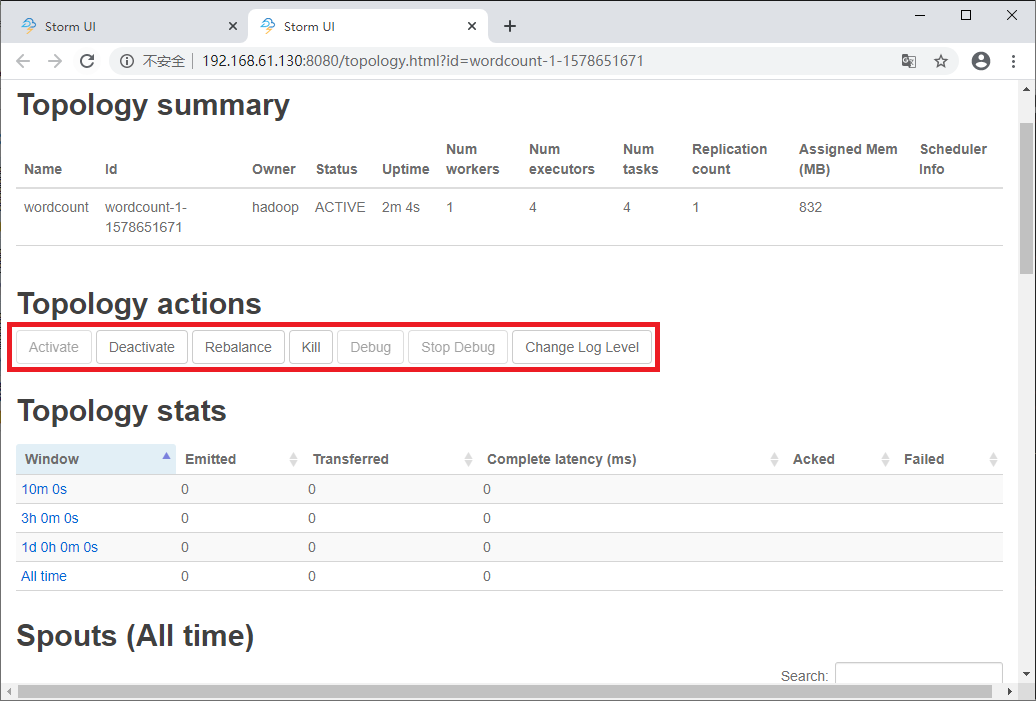 Storm UI
Storm UI
不安全 192.168.61.130:8080/topology.html?id=wordcount-1-1578651671
Topology summary
Name Id Owner Status Uptime Num workers Num executors Num tasks Replication count Assigned Mem (MB) Scheduler Info
wordcount wordcount-1-1578651671 hadoop ACTIVE 2m 4s 1 4 4 1 832
Topology actions
Activate Deactivate Rebalance Kill Debug Stop Debug Change Log Level
Topology stats
Window Emitted Transferred Complete latency (ms) Acked Failed
10m 0s 0 0 0
3h 0m 0s 0 0 0
1d 0h 0m 0s 0 0 0
All time 0 0 0
Spouts (All time)
Search: